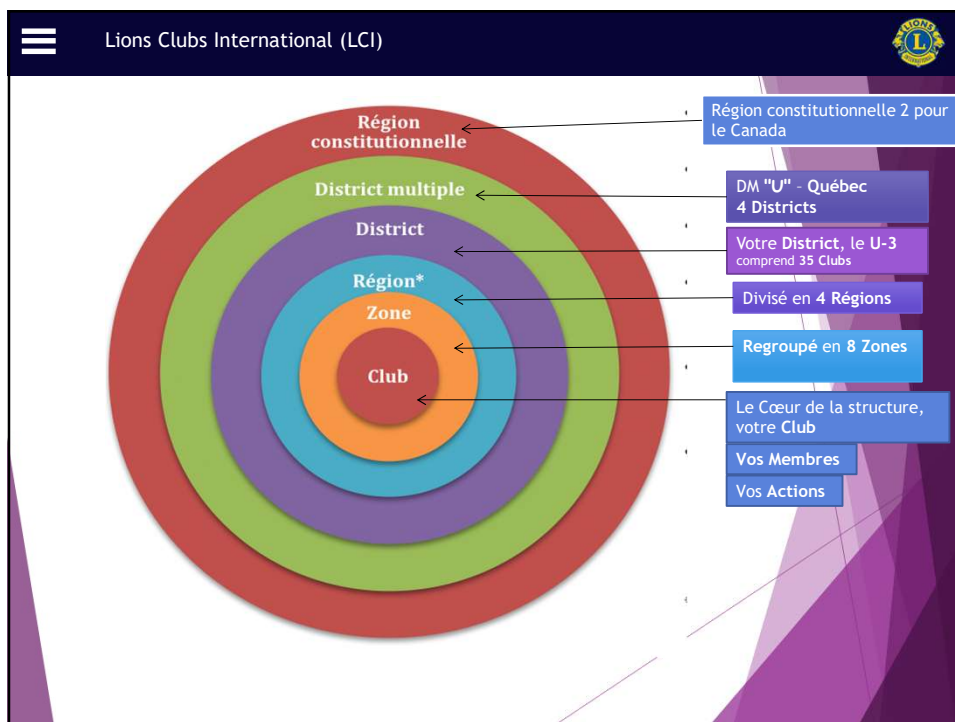 Lions Clubs International (LCI)
LIONS
L
INTERNATIONAL
Région
constitutionnelle
District multiple
District
Région*
Zone
Club
Région constitutionnelle 2 pour
le Canada
DM "U" - Québec
4 Districts
Votre District, le U-3
comprend 35 Clubs
Divisé en 4 Régions
Regroupé en 8 Zones
Le Cœur de la structure,
votre Club
Vos Membres
Vos Actions